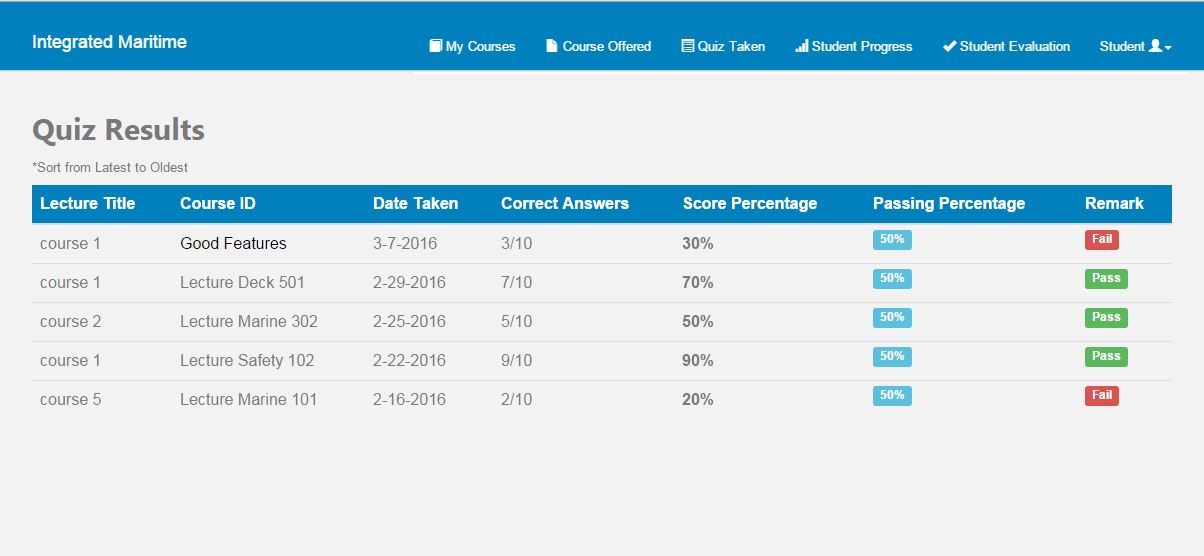 Integrated Maritime
My Courses Course Offered Quiz Taken Student Progress Student Evaluation Student
Quiz Results
*Sort from Latest to Oldest
Lecture Title Course ID Date Taken Correct Answers Score Percentage Passing Percentage Remark
course 1 Good Features 3-7-2016 3/10 30% 50% Fail
course 1 Lecture Deck 501 2-29-2016 7/10 70% 50% Pass
course 2 Lecture Marine 302 2-25-2016 5/10 50% 50% Pass
course 1 Lecture Safety 102 2-22-2016 9/10 90% 50% Pass
course 5 Lecture Marine 101 2-16-2016 2/10 20% 50% Fail